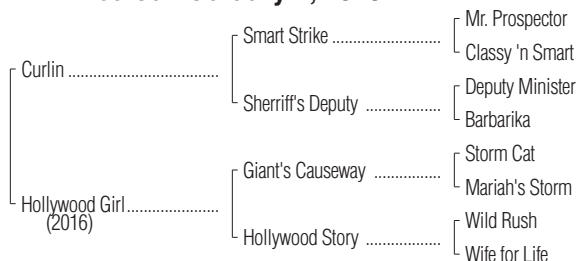 Mr. Prospector
Smart Strike ....................
Classy 'n Smart
Curlin ............................
Deputy Minister
Sherriff's Deputy ..............
Barbarika
Storm Cat
Giant's Causeway ............
Mariah's Storm
Hollywood Girl.................
(2016)
Wild Rush
Hollywood Story ..............
Wife for Life